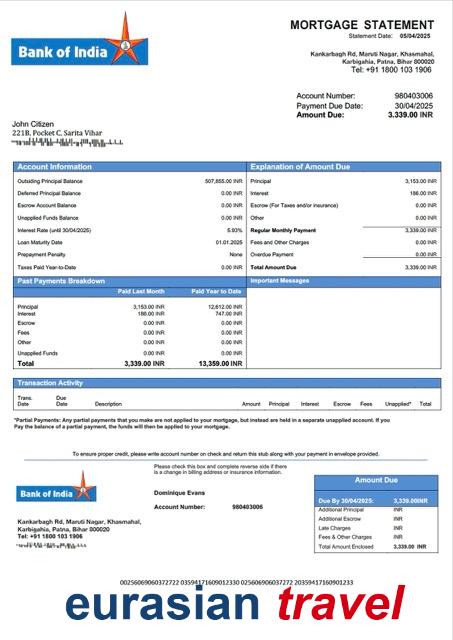 Bank of India
MORTGAGE STATEMENT
Statement Date: 05/04/2025
Kankarbagh Rd, Maruti Nagar, Khasmahal,
Karbigahia, Patna, Bihar 800020
Tel: +91 1800 103 1906
Account Number: 980403006
Payment Due Date: 30/04/2025
Amount Due: 3.339.00 INR
John Citizen
221B, Pocket C, Sarita Vihar
Account Information
Outsiding Principal Balance 507,855.00 INR
Deferred Principal Balance 0.00 INR
Escrow Account Balance 0.00 INR
Unapplied Funds Balance 0.00 INR
Interest Rate (until 30/04/2025) 5.93%
Loan Maturity Date 01.01.2025
Prepayment Penalty None
Taxes Paid Year-to-Date 0.00 INR
Explanation of Amount Due
Principal 3,153.00 INR
Interest 186.00 INR
Escrow (For Taxes and/or insurance) 0.00 INR
Other 0.00 INR
Regular Monthly Payment 3,339.00 INR
Fees and Other Charges 0.00 INR
Overdue Payment 0.00 INR
Total Amount Due 3,339.00 INR
Past Payments Breakdown
Paid Last Month Paid Year to Date
Principal 3,153.00 INR 12,612.00 INR
Interest 186.00 INR 747.00 INR
Escrow 0.00 INR 0.00 INR
Fees 0.00 INR 0.00 INR
Other 0.00 INR 0.00 INR
Unapplied Funds 0.00 INR 0.00 INR
Total 3,339.00 INR 13,359.00 INR
Important Messages
Transaction Activity
Trans. Date Due Date Description Amount Principal Interest Escrow Fees Unapplied* Total
*Partial Payments: Any partial payments that you make are not applied to your mortgage, but instead are held in a separate unapplied account. If you
Pay the balance of a partial payment, the funds will then be applied to your mortgage.
To ensure proper credit, please write account number on check and return this stub along with your payment in envelope provided.
Please check this box and complete reverse side if there
is a change in billing address or insurance information.
Bank of India
Dominique Evans
Account Number: 980403006
Kankarbagh Rd, Maruti Nagar, Khasmahal,
Karbigahia, Patna, Bihar 800020
Tel: +91 1800 103 1906
Amount Due
Due By 30/04/2025: 3,339.00INR
Additional Principal INR
Additional Escrow INR
Late Charges INR
Fees & Other Charges INR
Total Amount Enclosed 3,339.00 INR
eurasian travel